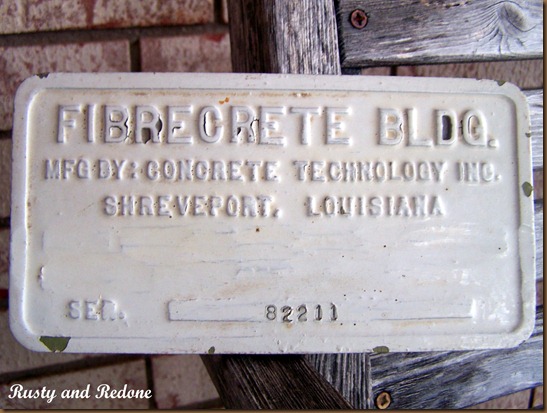 FIBRECRETE BLDG.
MFG BY: CONCRETE TECHNOLOGY INC.
SHREVEPORT, LOUISIANA
SER. 82211
Rusty and Redone